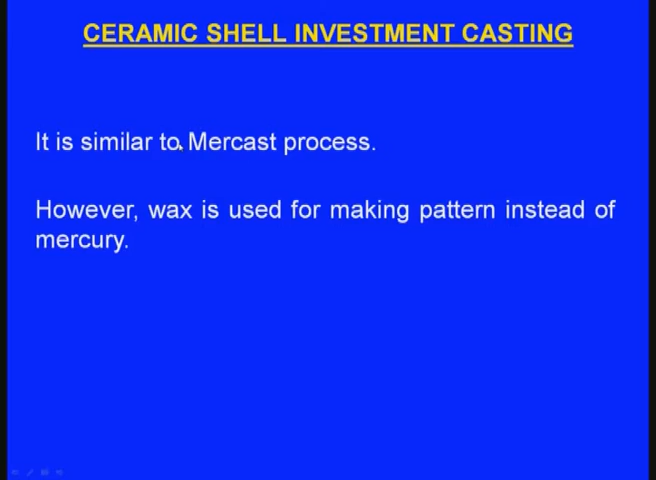 CERAMIC SHELL INVESTMENT CASTING
It is similar to Mercast process.
However, wax is used for making pattern instead of
mercury.